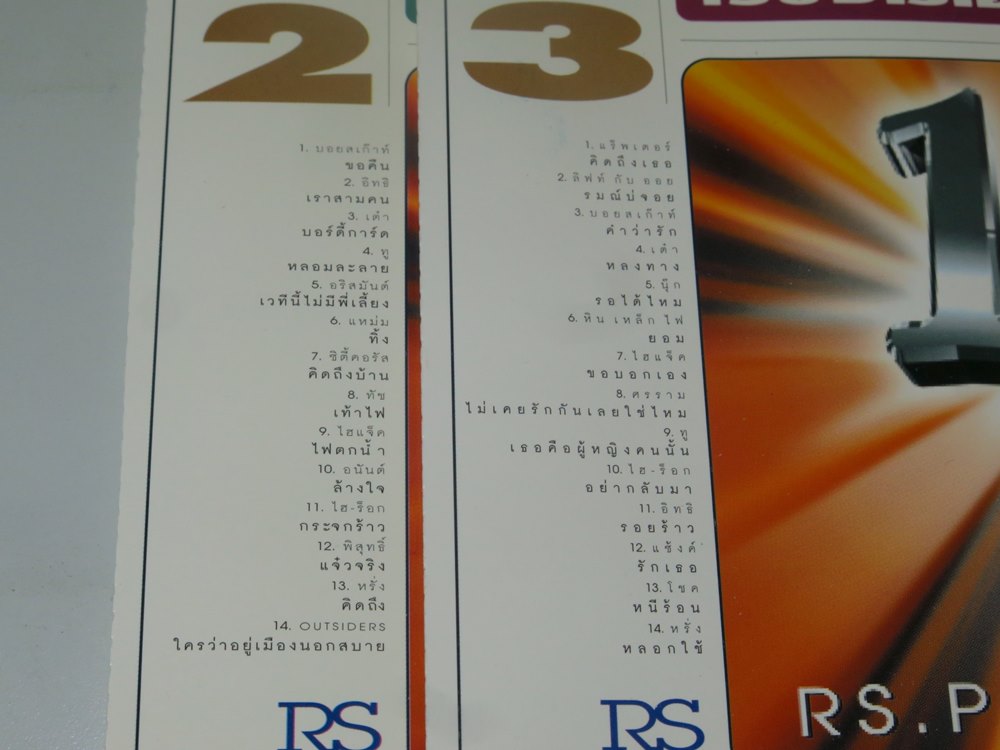 2
1. บอยสเก๊าท์
ขอคืน
2. อิทธิ
เราสามคน
3. เต๋า
บอร์ดี้การ์ด
4. ทู
หลอมละลาย
5. อริสมันต์
เวทีนี้ไม่มีพี่เลี้ยง
6. แหม่ม
ทิ้ง
7. ซิตี้คอรัส
คิดถึงบ้าน
8. ทัช
เท้าไฟ
9. ไฮแจ็ค
ไฟตกน้ำ
10. อนันต์
ล้างใจ
11. ไฮ-ร็อก
กระจกร้าว
12. พิสุทธิ์
แจ๋วจริง
13. หรั่ง
คิดถึง
14. OUTSIDERS
ใครว่าอยู่เมืองนอกสบาย
RS
3
1. แร็พเตอร์
คิดถึงเธอ
2. ลิฟท์ กับ ออย
รมณ์บ่จอย
3. บอยสเก๊าท์
คำว่ารัก
4. เต๋า
หลงทาง
5. นุ๊ก
รอได้ไหม
6. หิน เหล็ก ไฟ
ยอม
7. ไฮแจ็ค
ขอบอกเอง
8. ศรราม
ไม่เคยรักกันเลยใช่ไหม
9. ทู
เธอคือผู้หญิงคนนั้น
10. ไฮ-ร็อก
อย่ากลับมา
11. อิทธิ
รอยร้าว
12. แซ้งค์
รักเธอ
13. โชค
หนีร้อน
14. หรั่ง
หลอกใช้
RS
1
RS.P